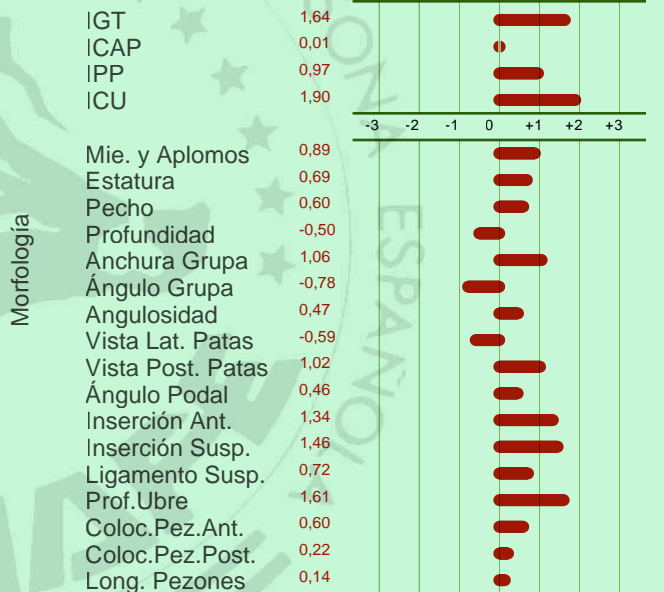 IGT 1,64
ICAP 0,01
IPP 0,97
ICU 1,90
-3 -2 -1 0 +1 +2 +3
Morfología
Mie. y Aplomos 0,89
Estatura 0,69
Pecho 0,60
Profundidad -0,50
Anchura Grupa 1,06
Ángulo Grupa -0,78
Angulosidad 0,47
Vista Lat. Patas -0,59
Vista Post. Patas 1,02
Ángulo Podal 0,46
Inserción Ant. 1,34
Inserción Susp. 1,46
Ligamento Susp. 0,72
Prof.Ubre 1,61
Coloc.Pez.Ant. 0,60
Coloc.Pez.Post. 0,22
Long. Pezones 0,14
ESPAÑOLA